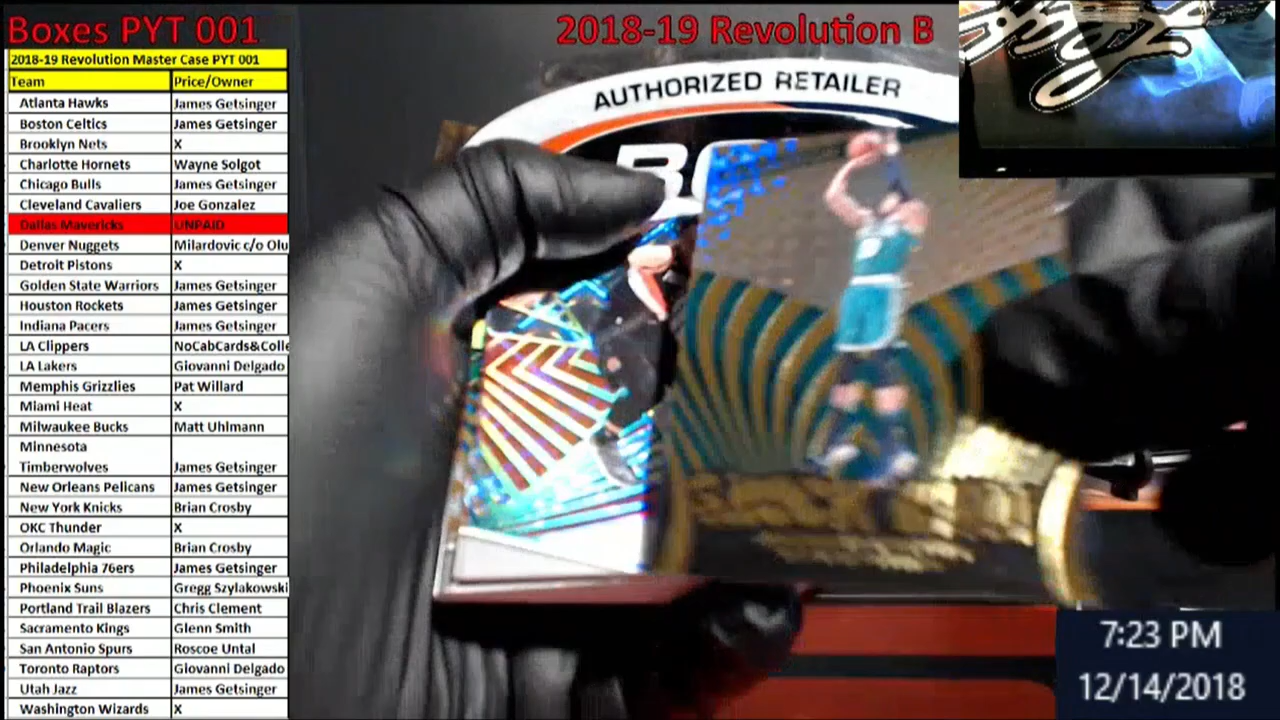 Boxes PYT 001
2018-19 Revolution B
2018-19 Revolution Master Case PYT 001
Team Price/Owner
Atlanta Hawks James Getsinger
Boston Celtics James Getsinger
Brooklyn Nets X
Charlotte Hornets Wayne Solgot
Chicago Bulls James Getsinger
Cleveland Cavaliers Joe Gonzalez
Dallas Mavericks UNPAID
Denver Nuggets Milardovic c/o Olu
Detroit Pistons X
Golden State Warriors James Getsinger
Houston Rockets James Getsinger
Indiana Pacers James Getsinger
LA Clippers NoCabCards&Colle
LA Lakers Giovanni Delgado
Memphis Grizzlies Pat Willard
Miami Heat X
Milwaukee Bucks Matt Uhlmann
Minnesota
Timberwolves James Getsinger
New Orleans Pelicans James Getsinger
New York Knicks Brian Crosby
OKC Thunder X
Orlando Magic Brian Crosby
Philadelphia 76ers James Getsinger
Phoenix Suns Gregg Szylakowski
Portland Trail Blazers Chris Clement
Sacramento Kings Glenn Smith
San Antonio Spurs Roscoe Untal
Toronto Raptors Giovanni Delgado
Utah Jazz James Getsinger
Washington Wizards X
AUTHORIZED RETAILER
7:23 PM
12/14/2018